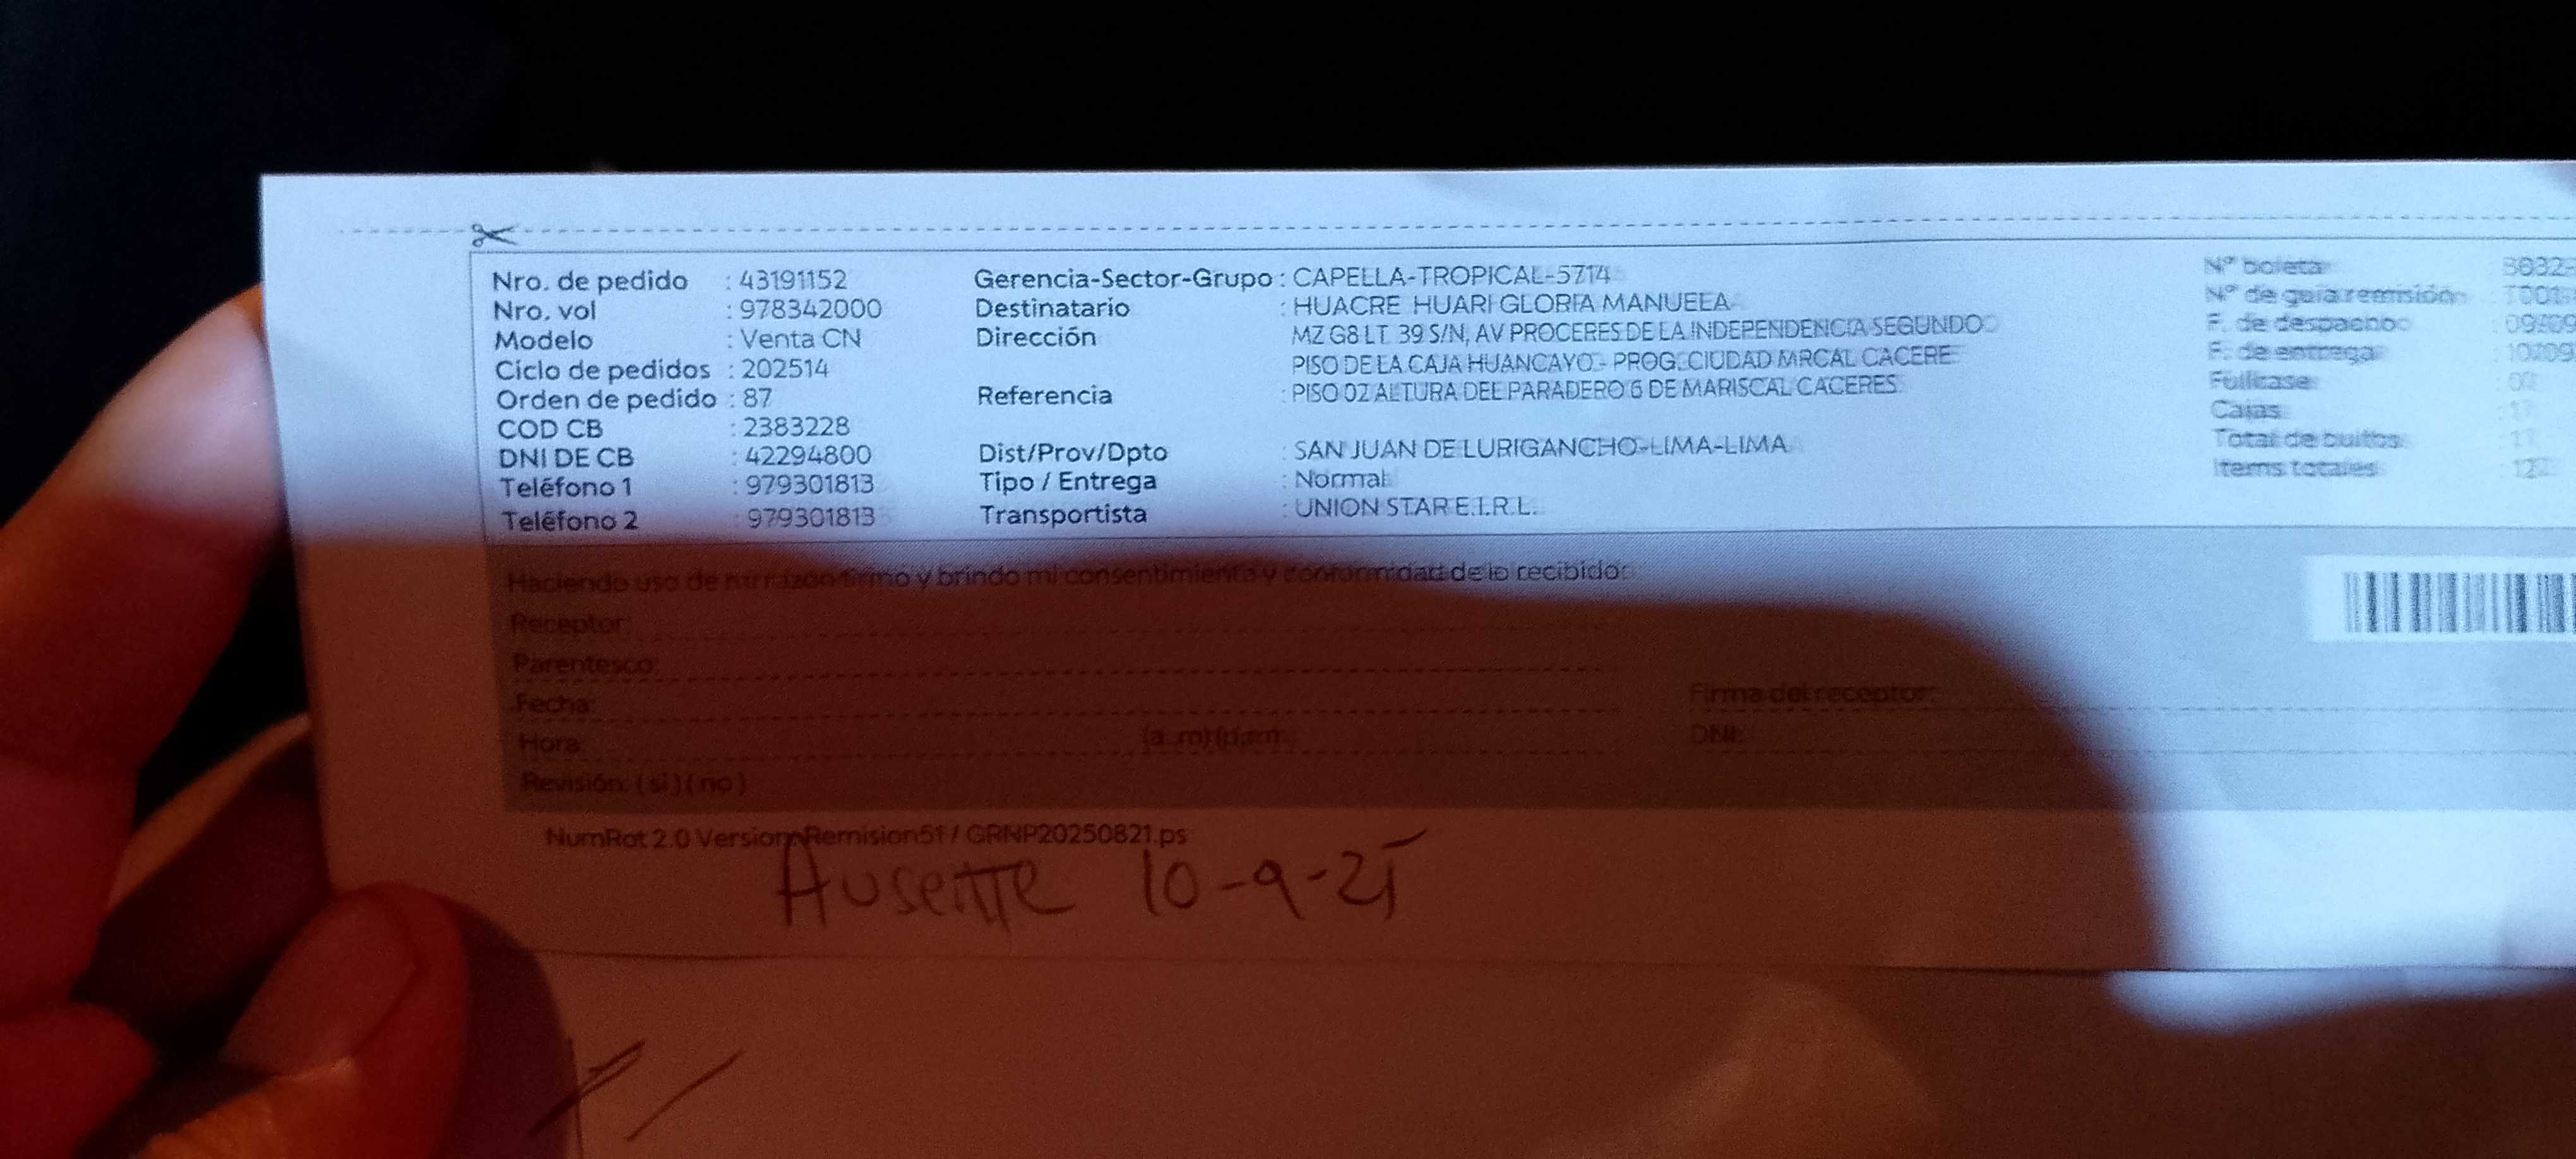 Nro. de pedido : 43191152
Nro. vol : 978342000
Modelo : Venta CN
Ciclo de pedidos : 202514
Orden de pedido : 87
COD CB : 2383228
DNI DE CB : 42294800
Teléfono 1 : 979301813
Teléfono 2 : 979301813
Gerencia-Sector-Grupo : CAPELLA-TROPICAL-5714
Destinatario : HUACRE HUARI GLORIA MANUELA
Dirección MZ G8 LT 39 S/N, AV PROCERES DE LA INDEPENDENCIA SEGUNDO
PISO DE LA CAJA HUANCAYO - PROG. CIUDAD MRCAL CACERE
Referencia : PISO 02 ALTURA DEL PARADERO 6 DE MARISCAL CACERES
Dist/Prov/Dpto : SAN JUAN DE LURIGANCHO-LIMA-LIMA
Tipo / Entrega : Normal
Transportista : UNION STAR E.I.R.L.
N° boleta
N° de guia remisión
F. de despacho
F. de entrega
Fullcase
Cajas
Total de bultos
Items totales
Haciendo uso de mi razón firmo y brindo mi consentimiento y conformidad de lo recibido:
Receptor:
Parentesco:
Fecha:
Hora:
Revisión: ( si ) ( no )
Firma del receptor:
DNI:
NumRot 2.0 Version: Remision51 / GRNP20250821.ps
Ausente 10-9-25